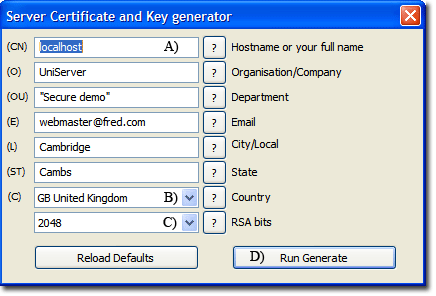 Server Certificate and Key generator
(CN) localhost A) ? Hostname or your full name
(O) UniServer ? Organisation/Company
(OU) "Secure demo" ? Department
(E) webmaster@fred.com ? Email
(L) Cambridge ? City/Local
(ST) Cambs ? State
(C) GB United Kingdom B) ? Country
2048 C) ? RSA bits
Reload Defaults D) Run Generate